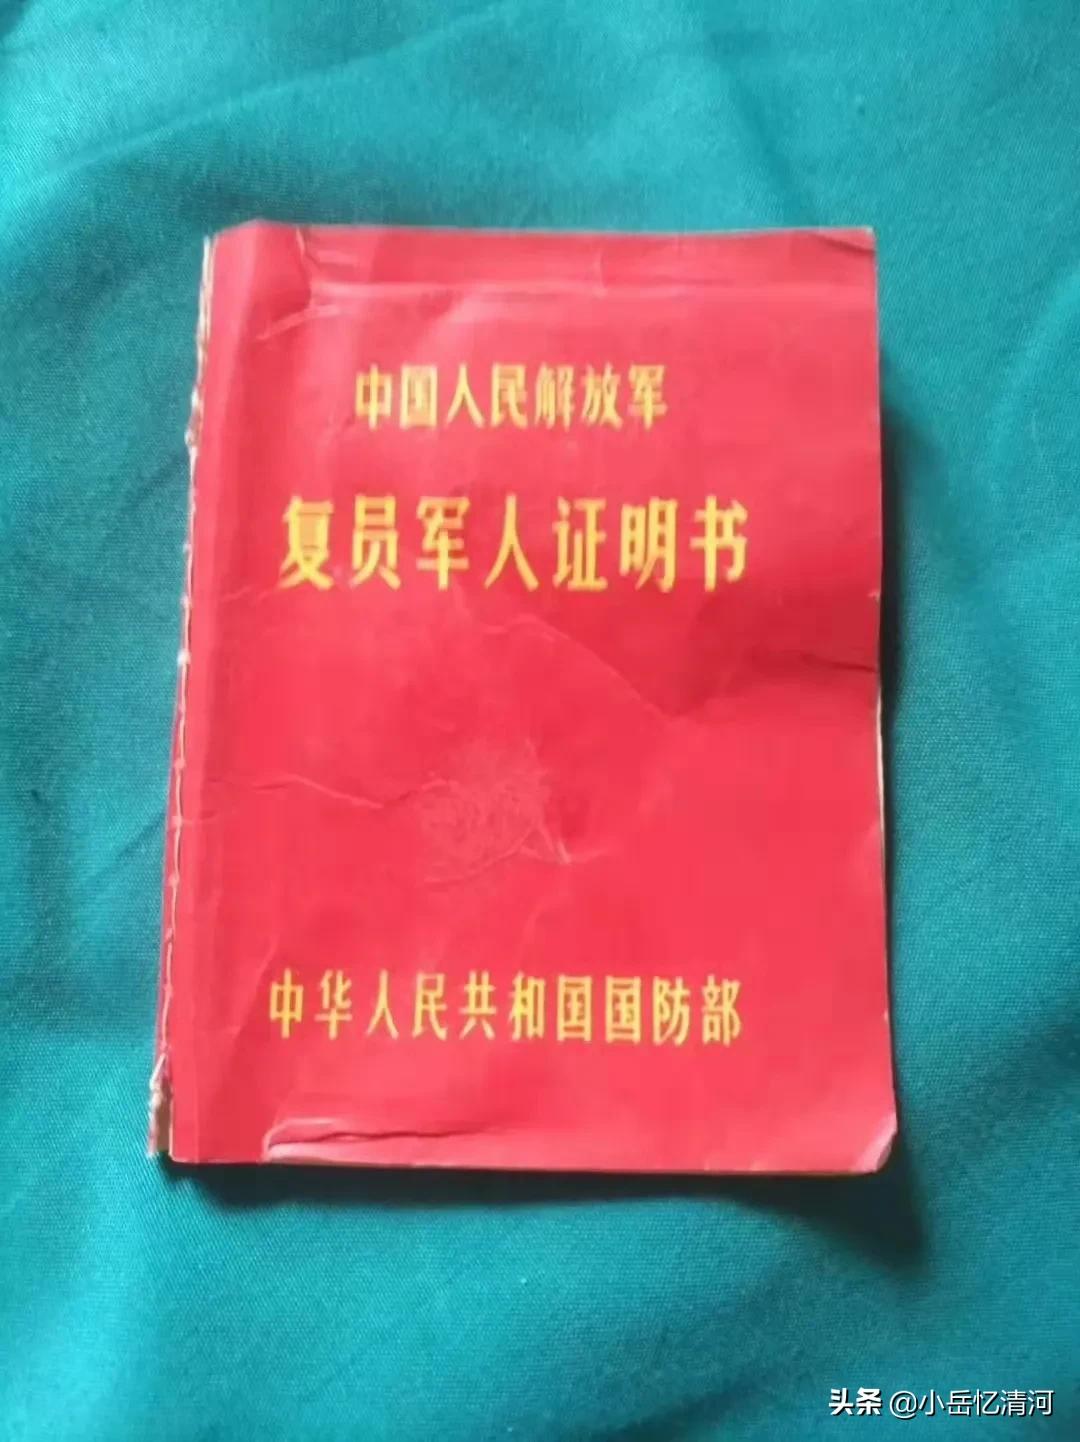 中国人民解放军
复员军人证明书
中华人民共和国国防部
头条 @小岳忆清河